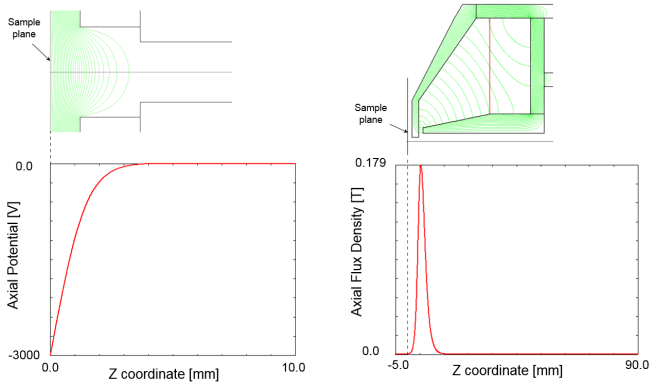 Sample
plane
Sample
plane
0.0
Axial Potential [V]
-3000
0.0
10.0
Z coordinate [mm]
0.179
Axial Flux Density [T]
0.0
-5.0
90.0
Z coordinate [mm]